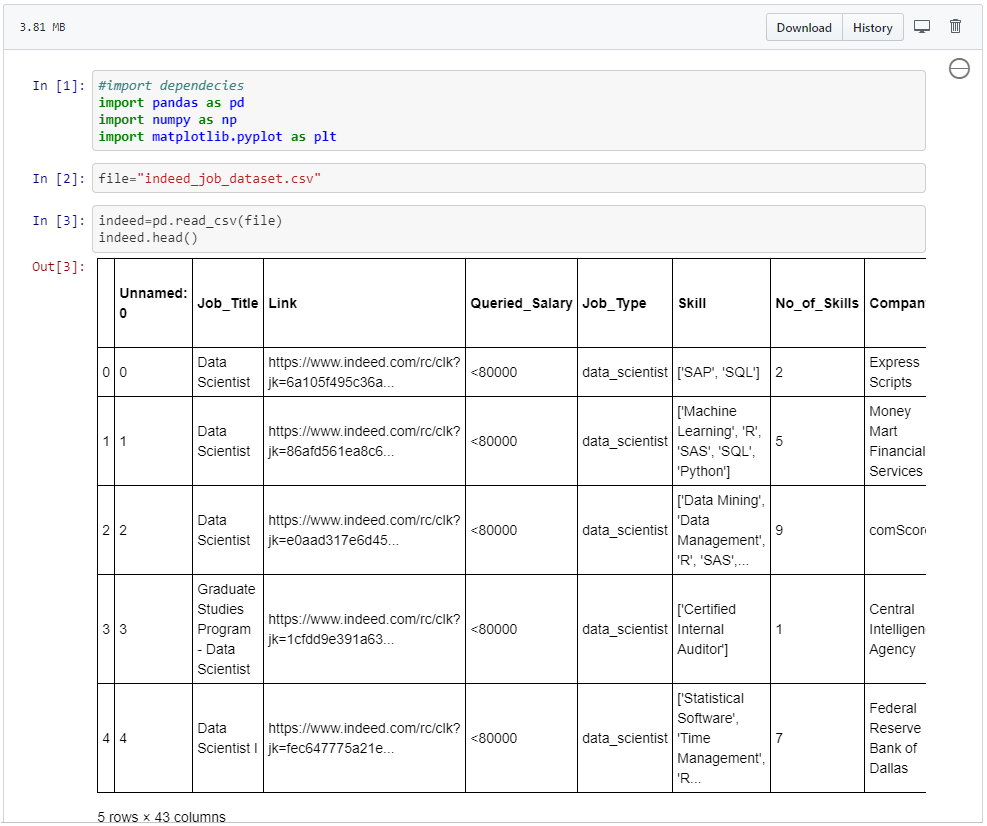 3.81 MB
Download History
In [1]: #import dependecies
import pandas as pd
import numpy as np
import matplotlib.pyplot as plt
In [2]: file="indeed_job_dataset.csv"
In [3]: indeed=pd.read_csv(file)
indeed.head()
Out[3]:
Unnamed:
0
Job_Title
Link
Queried_Salary
Job_Type
Skill
No_of_Skills
Compan
0
0
Data
Scientist
https://www.indeed.com/rc/clk?
jk=6a105f495c36a...
<80000
data_scientist
['SAP', 'SQL']
2
Express
Scripts
1
1
Data
Scientist
https://www.indeed.com/rc/clk?
jk=86afd561ea8c6...
<80000
data_scientist
['Machine
Learning', 'R',
'SAS', 'SQL',
'Python']
5
Money
Mart
Financial
Services
2
2
Data
Scientist
https://www.indeed.com/rc/clk?
jk=e0aad317e6d45...
<80000
data_scientist
['Data Mining',
'Data
Management',
'R', 'SAS',...
9
comScor
3
3
Graduate
Studies
Program
- Data
Scientist
https://www.indeed.com/rc/clk?
jk=1cfdd9e391a63...
<80000
data_scientist
['Certified
Internal
Auditor']
1
Central
Intelligen
Agency
4
4
Data
Scientist I
https://www.indeed.com/rc/clk?
jk=fec647775a21e...
<80000
data_scientist
['Statistical
Software',
'Time
Management',
'R...
7
Federal
Reserve
Bank of
Dallas
5 rows × 43 columns